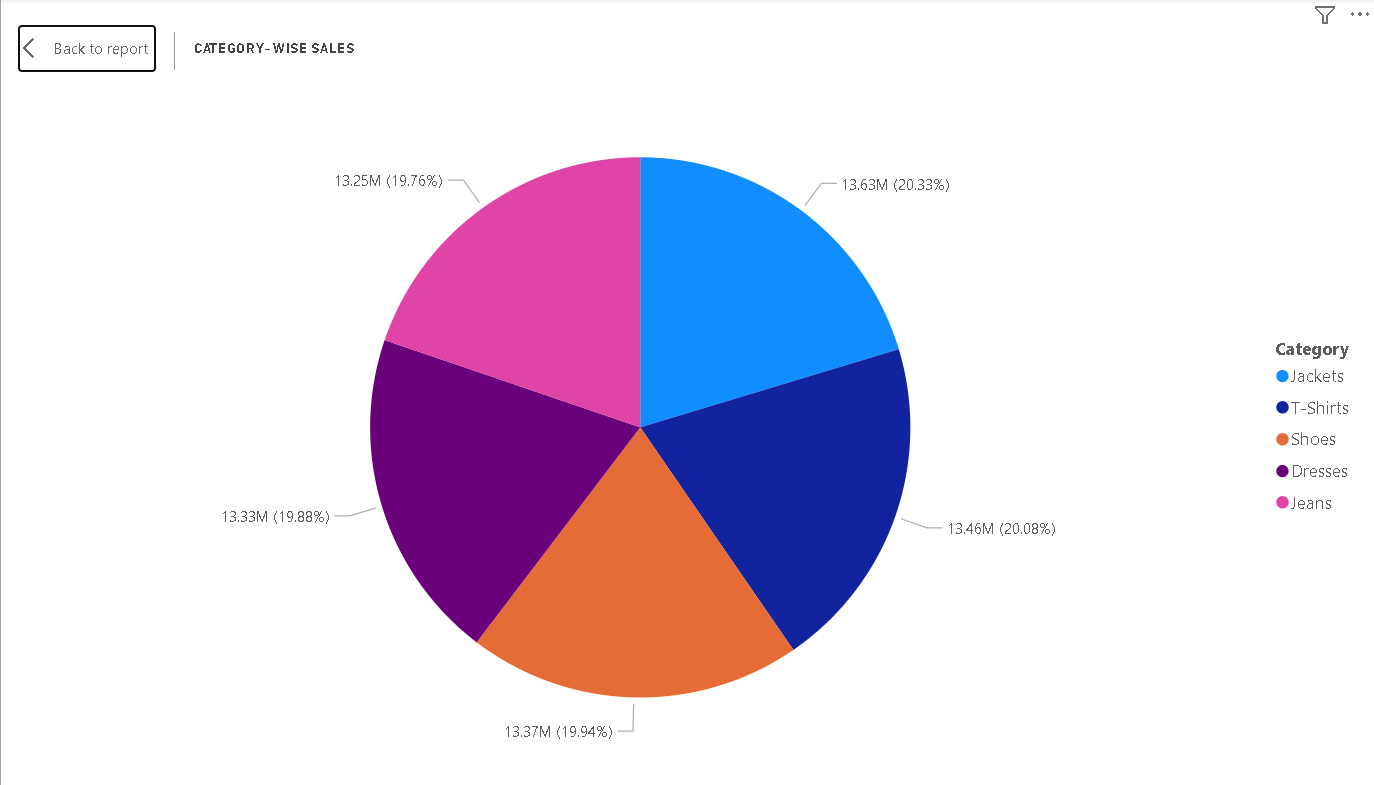 Back to report
CATEGORY-WISE SALES
13.25M (19.76%)
13.63M (20.33%)
13.33M (19.88%)
13.46M (20.08%)
13.37M (19.94%)
Category
Jackets
T-Shirts
Shoes
Dresses
Jeans